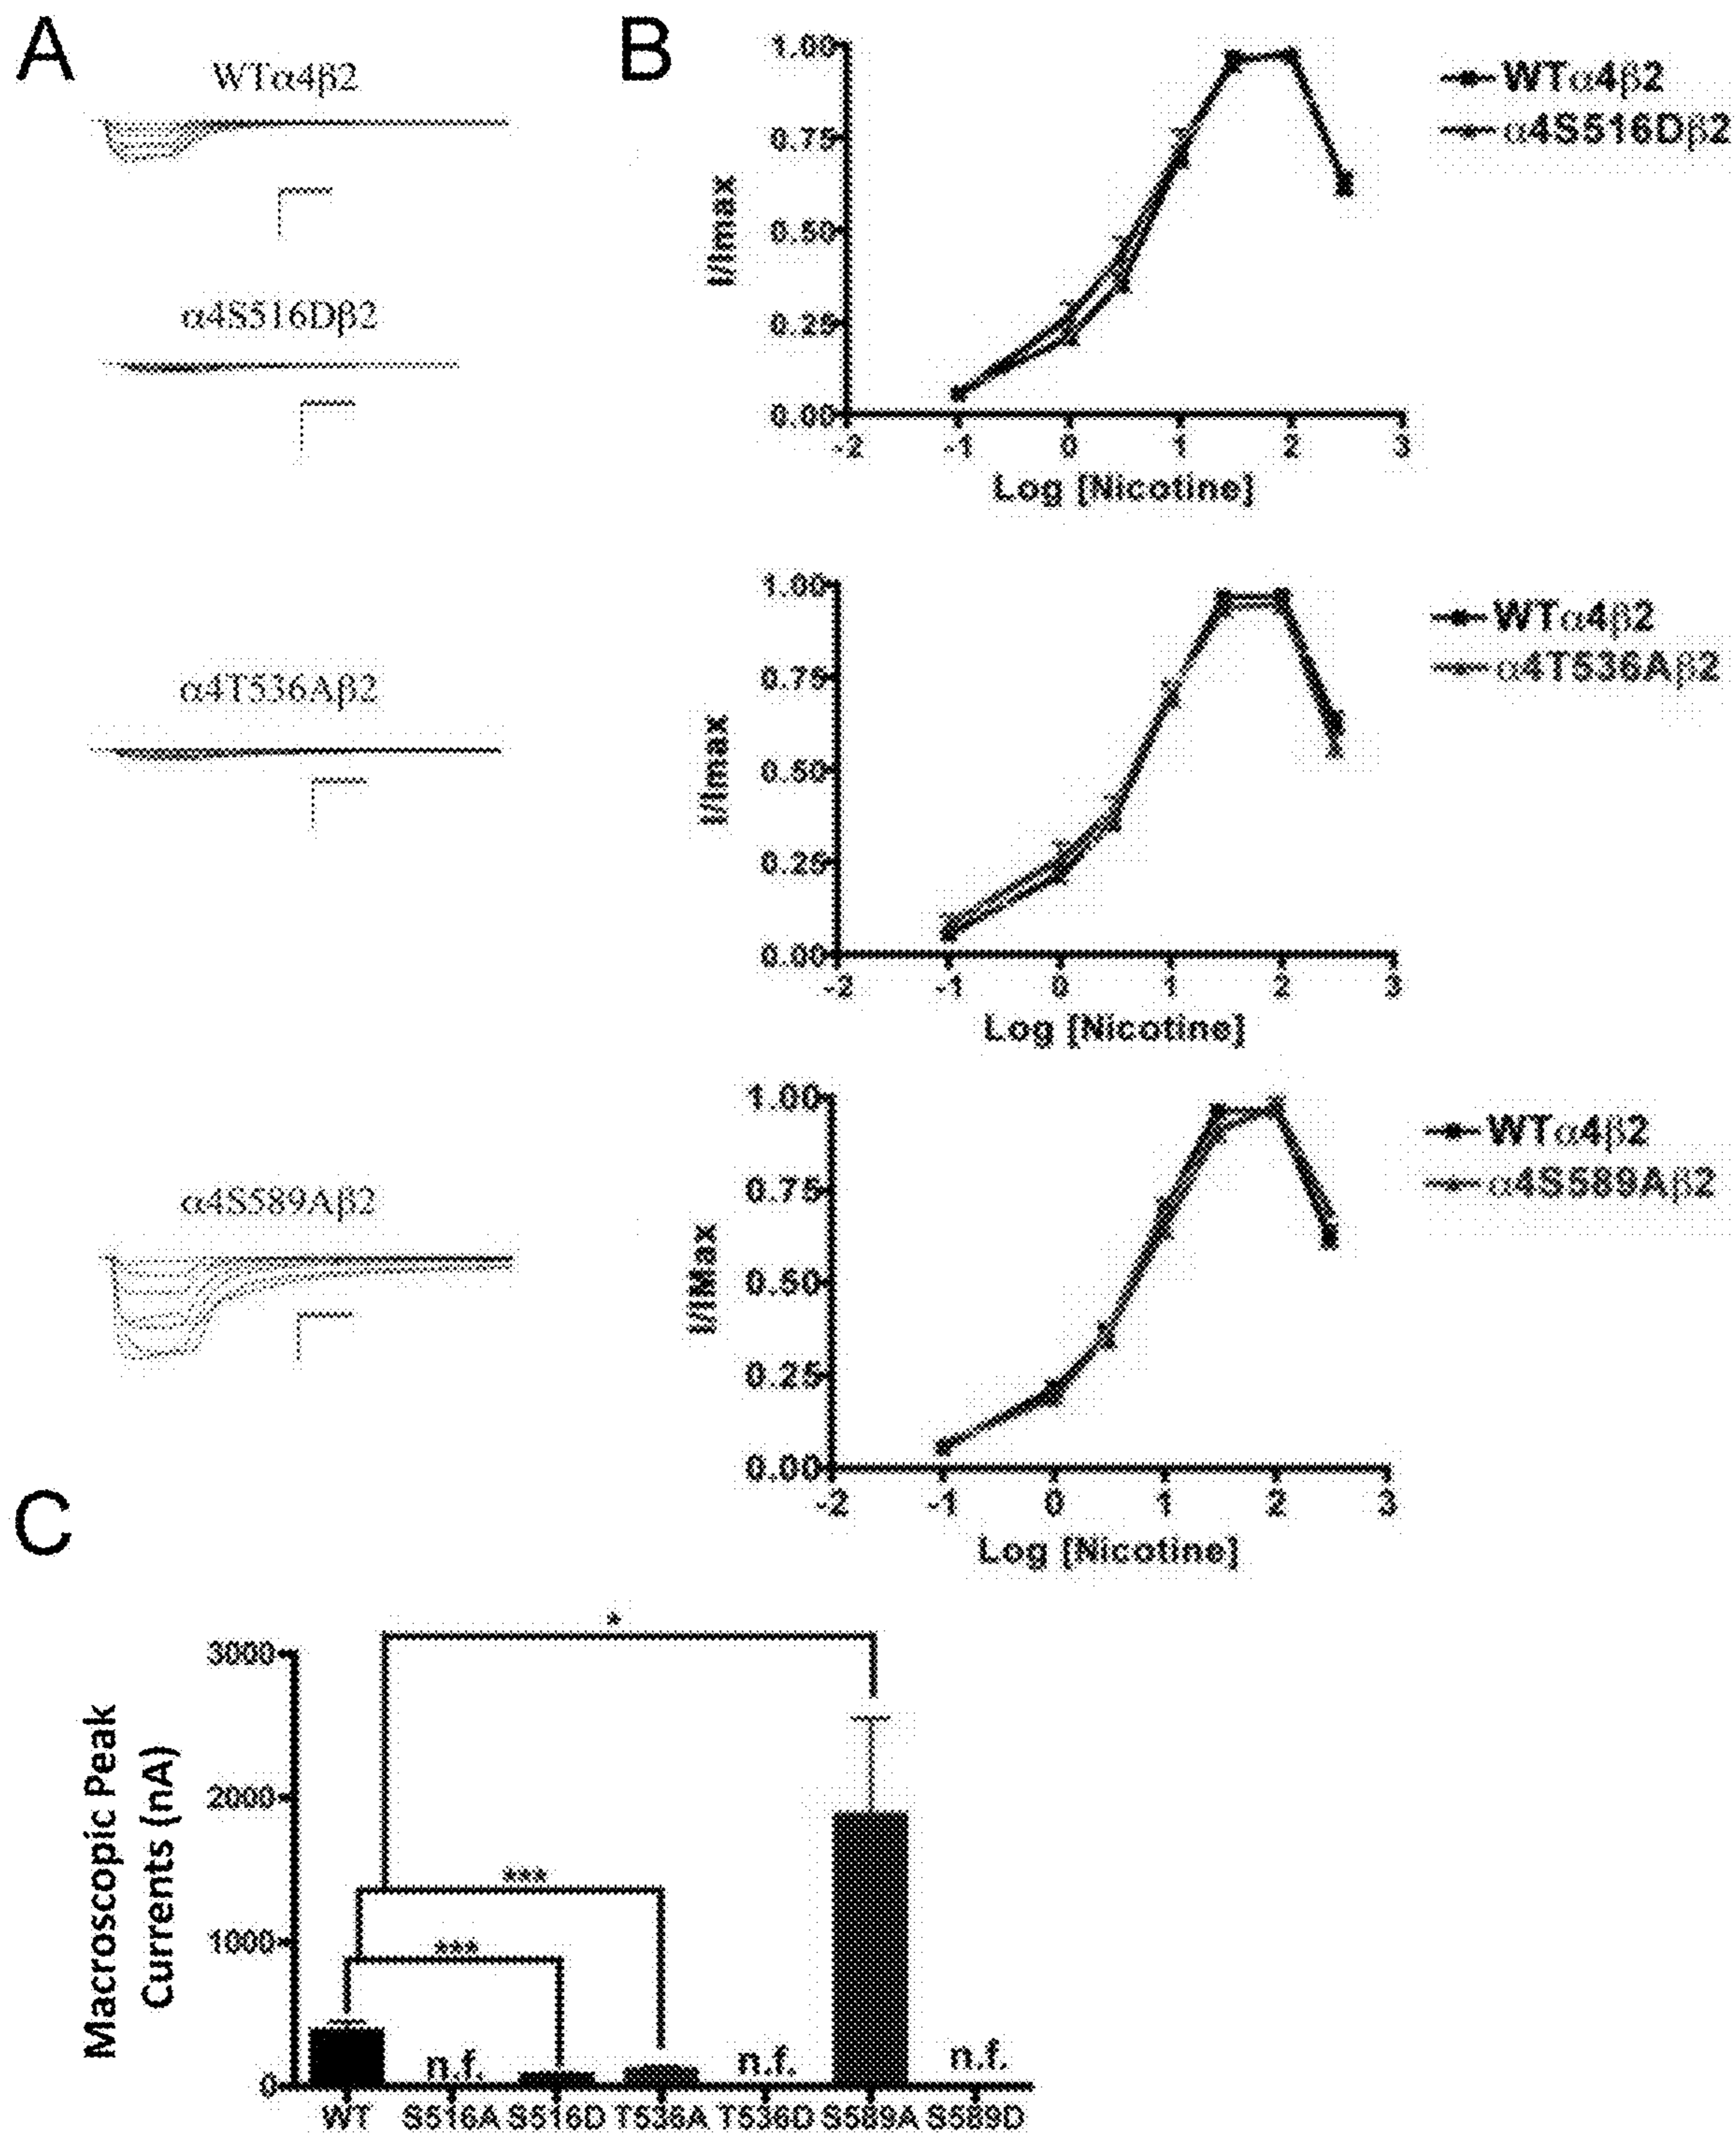 A
WTα4β2
α4S516Dβ2
α4T536Aβ2
α4S589Aβ2
B
1.00
0.75
0.50
0.25
0.00
I/Imax
-2 -1 0 1 2 3
Log [Nicotine]
WTα4β2
α4S516Dβ2
1.00
0.75
0.50
0.25
0.00
I/Imax
-2 -1 0 1 2 3
Log [Nicotine]
WTα4β2
α4T536Aβ2
1.00
0.75
0.50
0.25
0.00
I/IMax
-2 -1 0 1 2 3
Log [Nicotine]
WTα4β2
α4S589Aβ2
C
Macroscopic Peak
Currents (nA)
3000
2000
1000
0
*
***
***
n.f. n.f. n.f.
WT S516A S516D T536A T536D S589A S589D